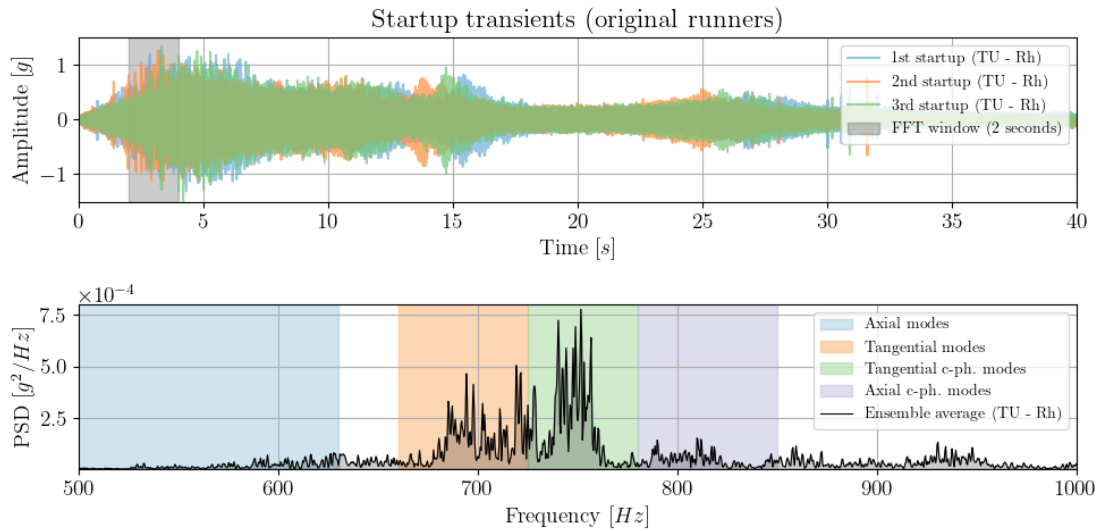 Startup transients (original runners)
Amplitude [g]
1
0
−1
1st startup (TU - Rh)
2nd startup (TU - Rh)
3rd startup (TU - Rh)
FFT window (2 seconds)
0 5 10 15 20 25 30 35 40
Time [s]
×10⁻⁴
PSD [g²/Hz]
7.5
5.0
2.5
Axial modes
Tangential modes
Tangential c-ph. modes
Axial c-ph. modes
Ensemble average (TU - Rh)
500 600 700 800 900 1000
Frequency [Hz]